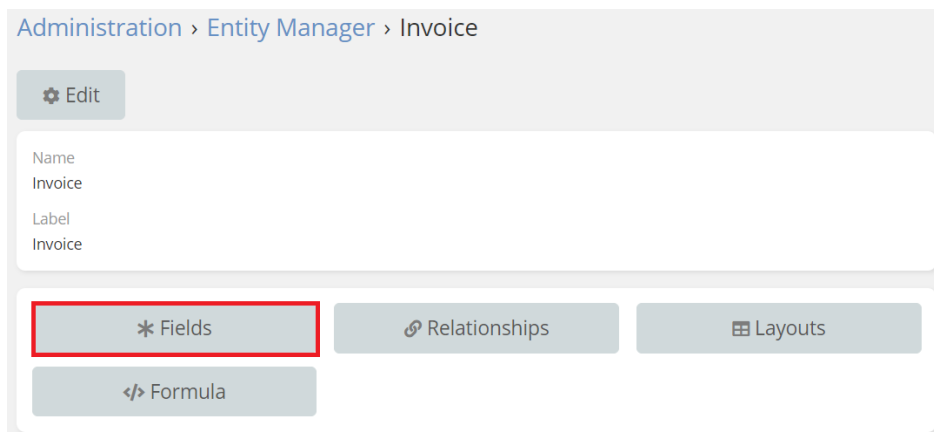 Administration › Entity Manager › Invoice
Edit
Name
Invoice
Label
Invoice
Fields
Relationships
Layouts
</> Formula